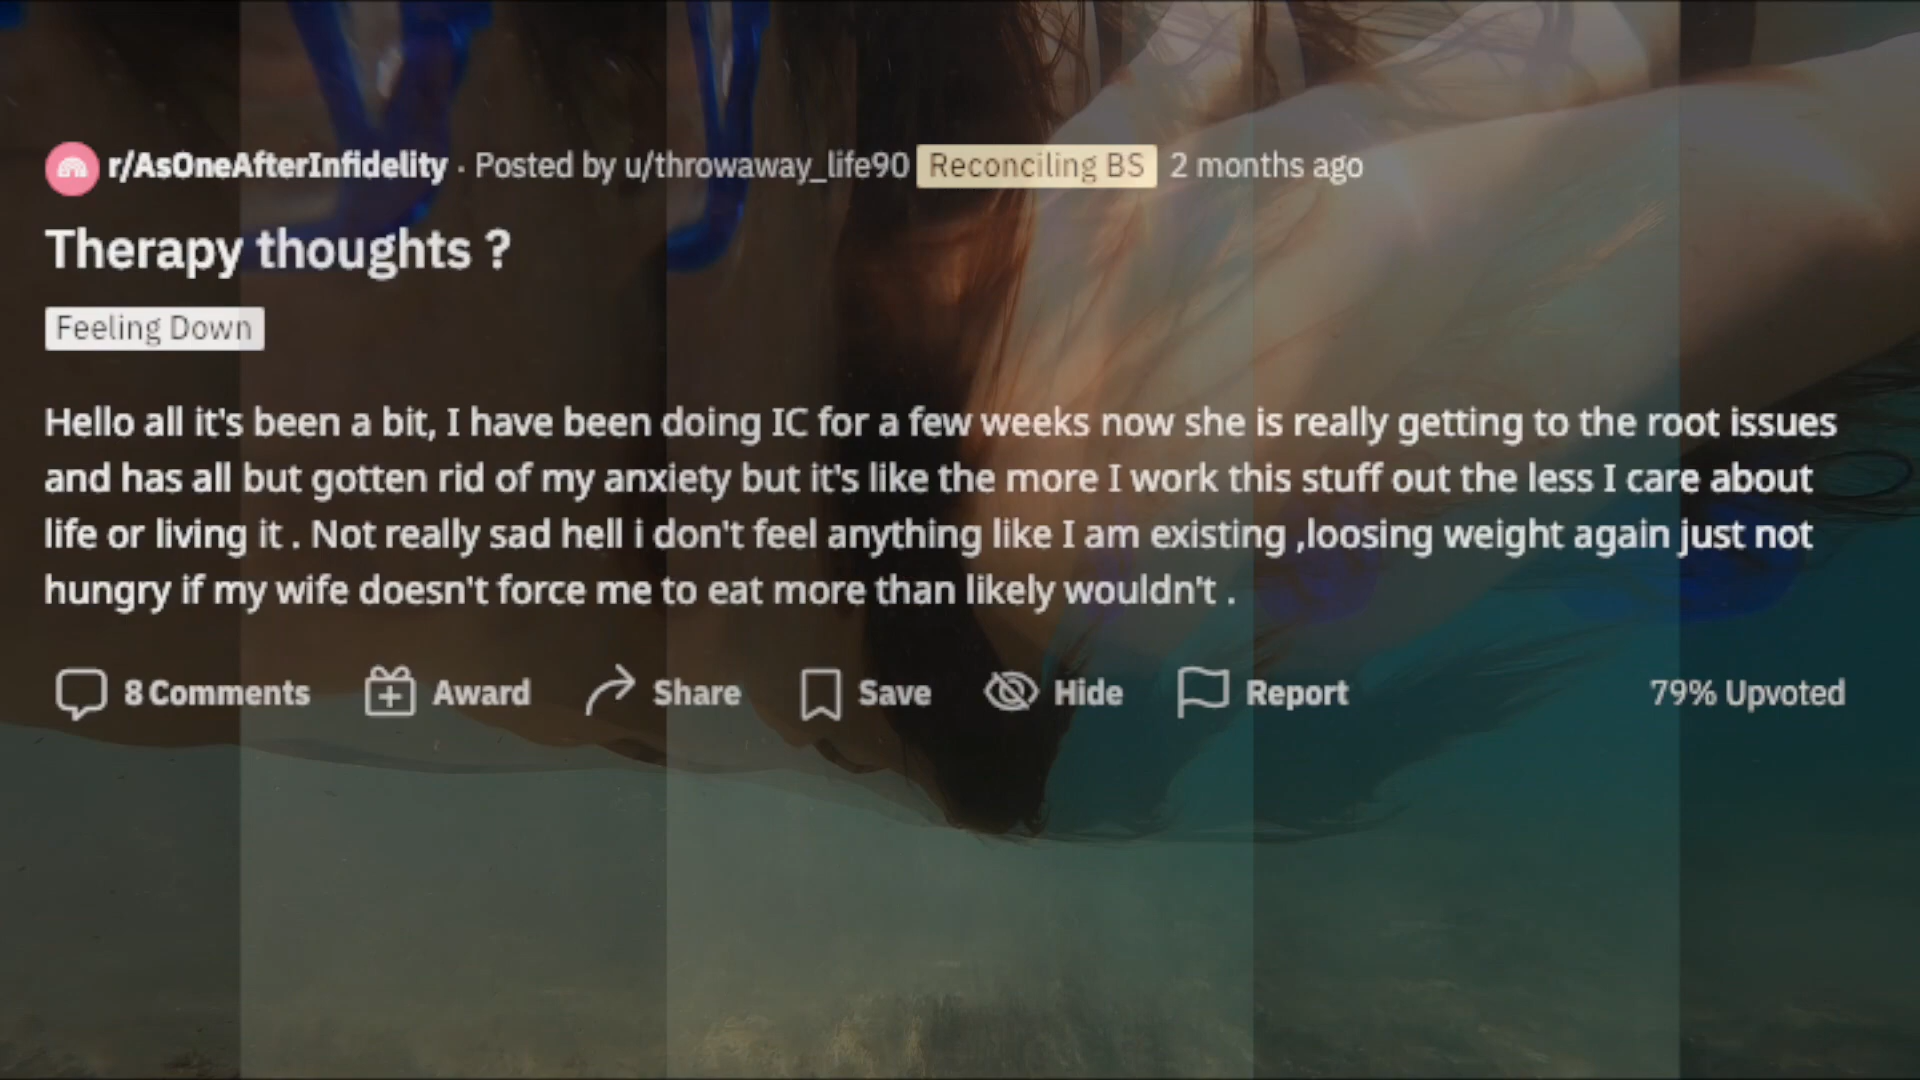 r/AsOneAfterInfidelity · Posted by u/throwaway_life90 Reconciling BS 2 months ago
Therapy thoughts ?
Feeling Down
Hello all it's been a bit, I have been doing IC for a few weeks now she is really getting to the root issues
and has all but gotten rid of my anxiety but it's like the more I work this stuff out the less I care about
life or living it . Not really sad hell i don't feel anything like I am existing ,loosing weight again just not
hungry if my wife doesn't force me to eat more than likely wouldn't .
8 Comments Award Share Save Hide Report 79% Upvoted